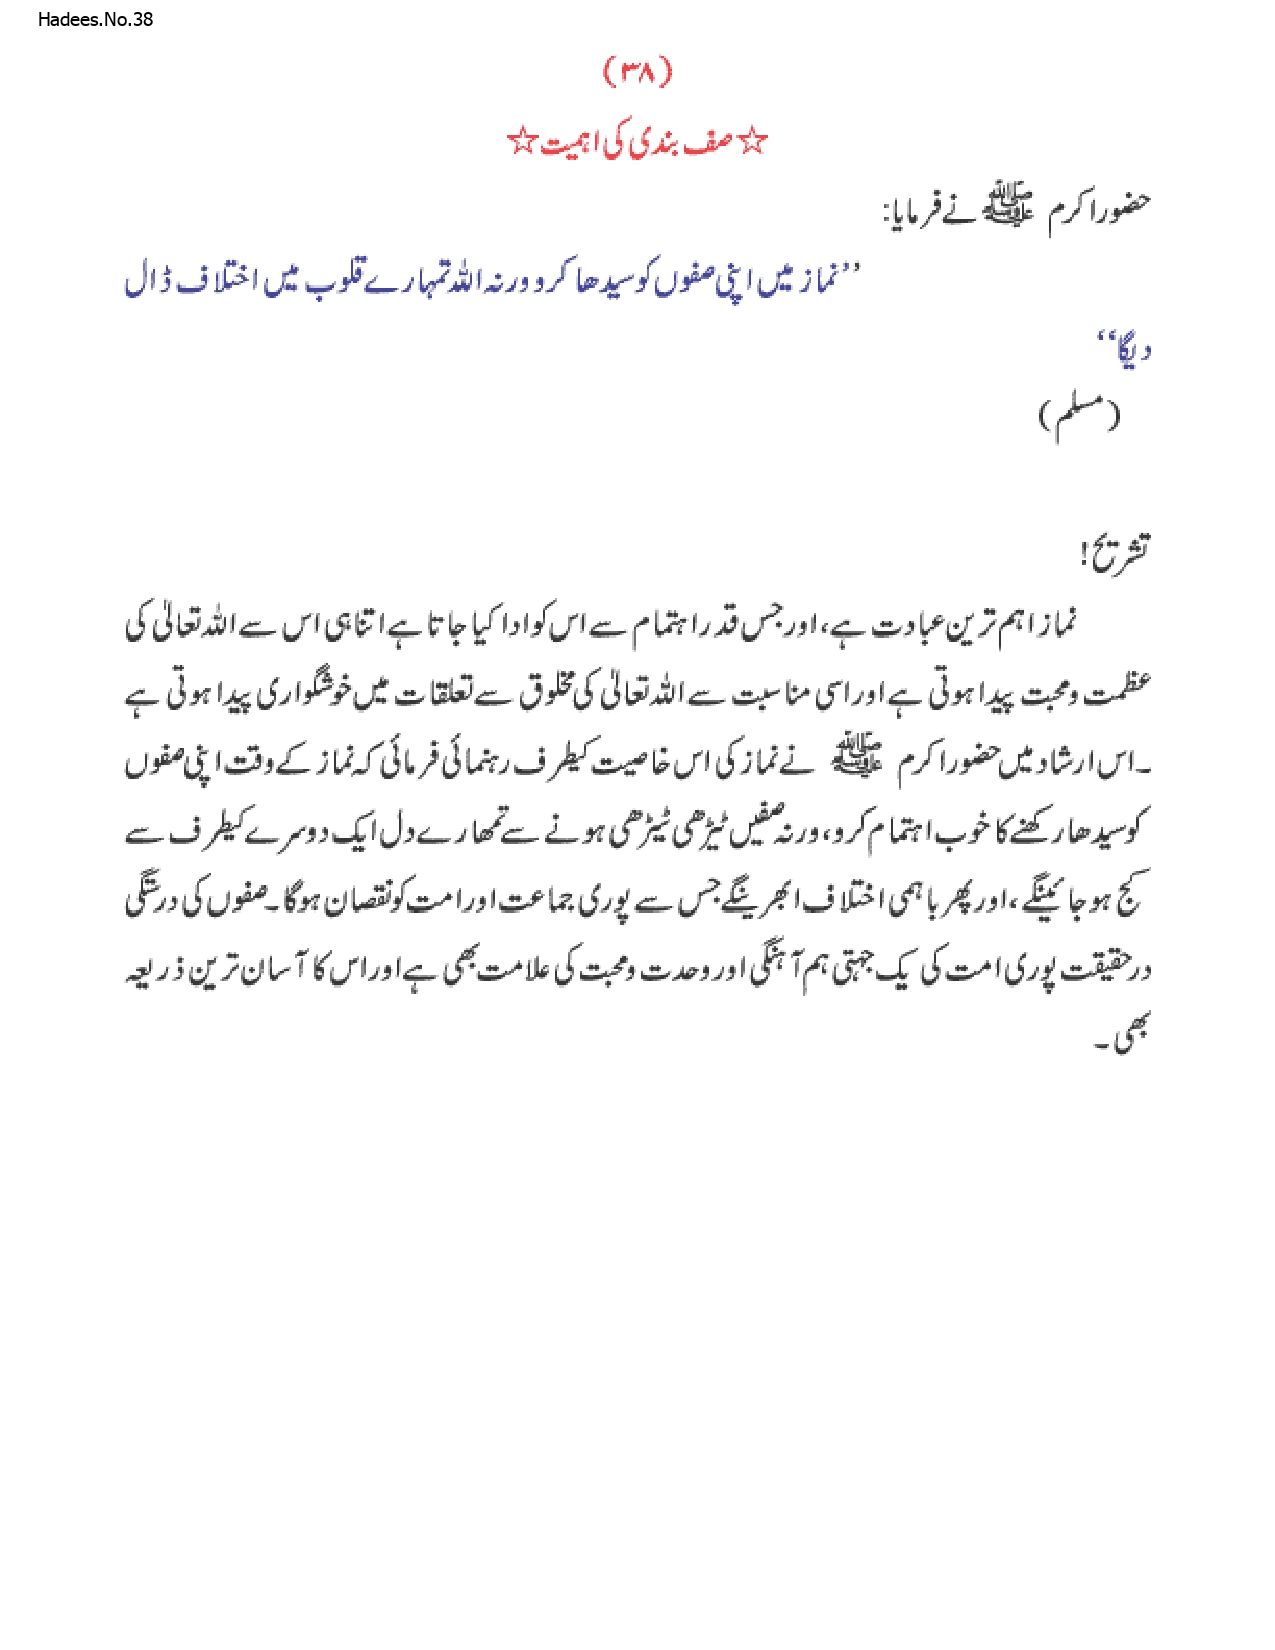 Hadees.No.38
(۳۸)
☆صف بندی کی اہمیت☆
حضور اکرم ﷺ نے فرمایا:
’’نماز میں اپنی صفوں کو سیدھا کرو ورنہ اللہ تمہارے قلوب میں اختلاف ڈال
دیگا‘‘
(مسلم)
تشریح!
نماز اہم ترین عبادت ہے، اور جس قدر اہتمام سے اس کو ادا کیا جاتا ہے اتنا ہی اس سے اللہ تعالیٰ کی
عظمت و محبت پیدا ہوتی ہے اور اسی مناسبت سے اللہ تعالیٰ کی مخلوق سے تعلقات میں خوشگواری پیدا ہوتی ہے
۔اس ارشاد میں حضور اکرم ﷺ نے نماز کی اس خاصیت کیطرف رہنمائی فرمائی کہ نماز کے وقت اپنی صفوں
کو سیدھا رکھنے کا خوب اہتمام کرو، ورنہ صفیں ٹیڑھی ٹیڑھی ہونے سے تمھارے دل ایک دوسرے کیطرف سے
کج ہو جائینگے، اور پھر باہمی اختلاف ابھرینگے جس سے پوری جماعت اور امت کو نقصان ہوگا۔ صفوں کی درستگی
در حقیقت پوری امت کی یک جہتی ہم آہنگی اور وحدت و محبت کی علامت بھی ہے اور اس کا آسان ترین ذریعہ
بھی۔